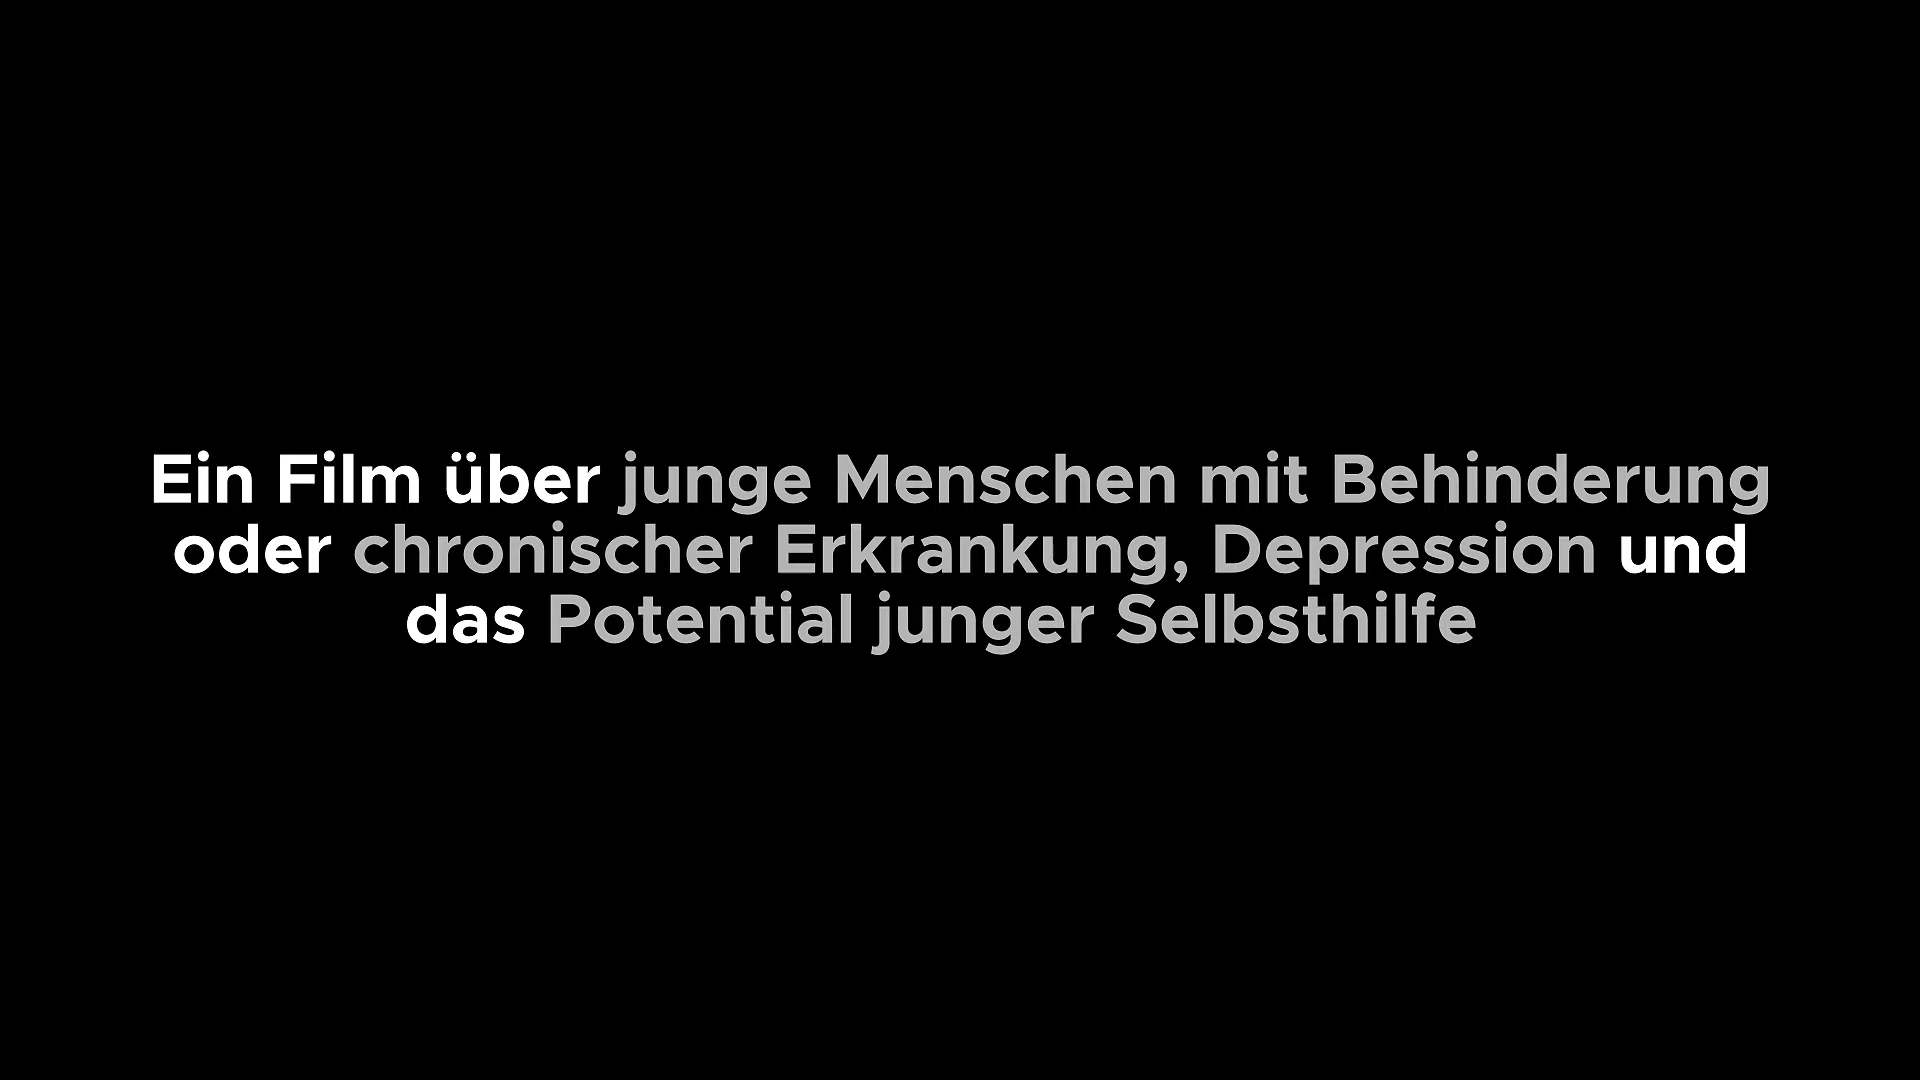 Ein Film über junge Menschen mit Behinderung
oder chronischer Erkrankung, Depression und
das Potential junger Selbsthilfe